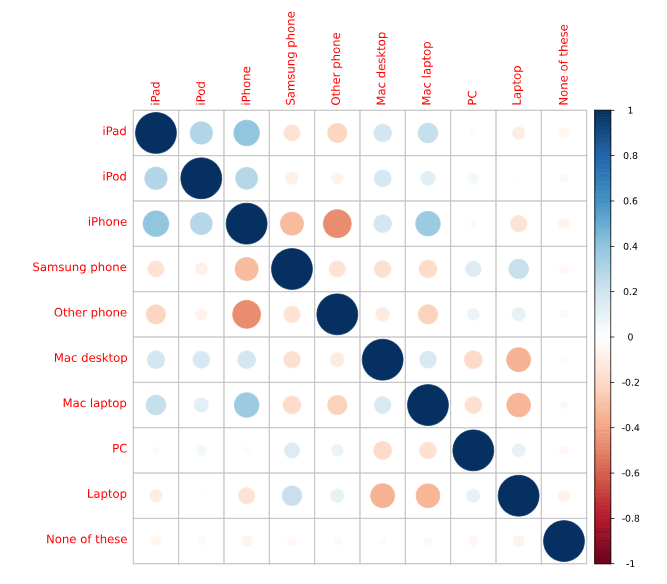 iPad
iPod
iPhone
Samsung phone
Other phone
Mac desktop
Mac laptop
PC
Laptop
None of these
iPad
iPod
iPhone
Samsung phone
Other phone
Mac desktop
Mac laptop
PC
Laptop
None of these
1
0.8
0.6
0.4
0.2
0
-0.2
-0.4
-0.6
-0.8
-1